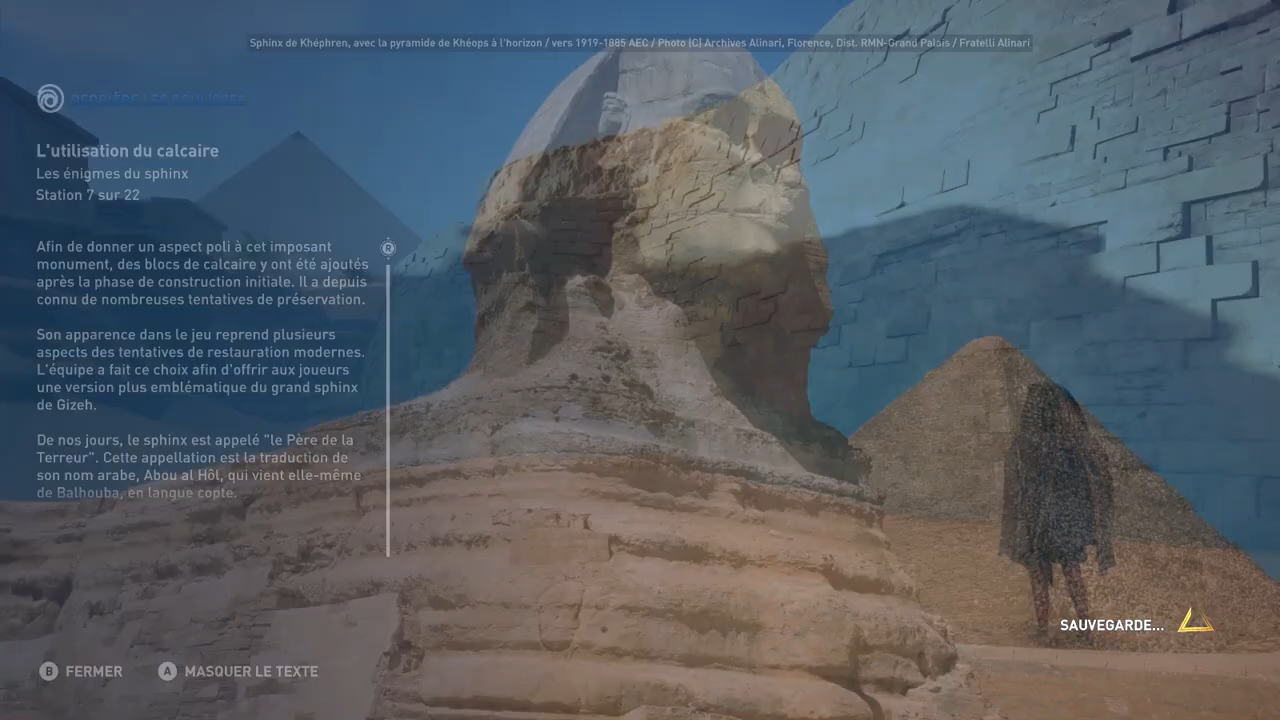 Sphinx de Khéphren, avec la pyramide de Khéops à l'horizon / vers 1919-1885 AEC / Photo (C) Archives Alinari, Florence, Dist. RMN-Grand Palais / Fratelli Alinari
DERRIÈRE LES COULISSES
L'utilisation du calcaire
Les énigmes du sphinx
Station 7 sur 22
Afin de donner un aspect poli à cet imposant
monument, des blocs de calcaire y ont été ajoutés
après la phase de construction initiale. Il a depuis
connu de nombreuses tentatives de préservation.
Son apparence dans le jeu reprend plusieurs
aspects des tentatives de restauration modernes.
L'équipe a fait ce choix afin d'offrir aux joueurs
une version plus emblématique du grand sphinx
de Gizeh.
De nos jours, le sphinx est appelé "le Père de la
Terreur". Cette appellation est la traduction de
son nom arabe, Abou al Hôl, qui vient elle-même
de Balhouba, en langue copte.
R
SAUVEGARDE...
B FERMER A MASQUER LE TEXTE